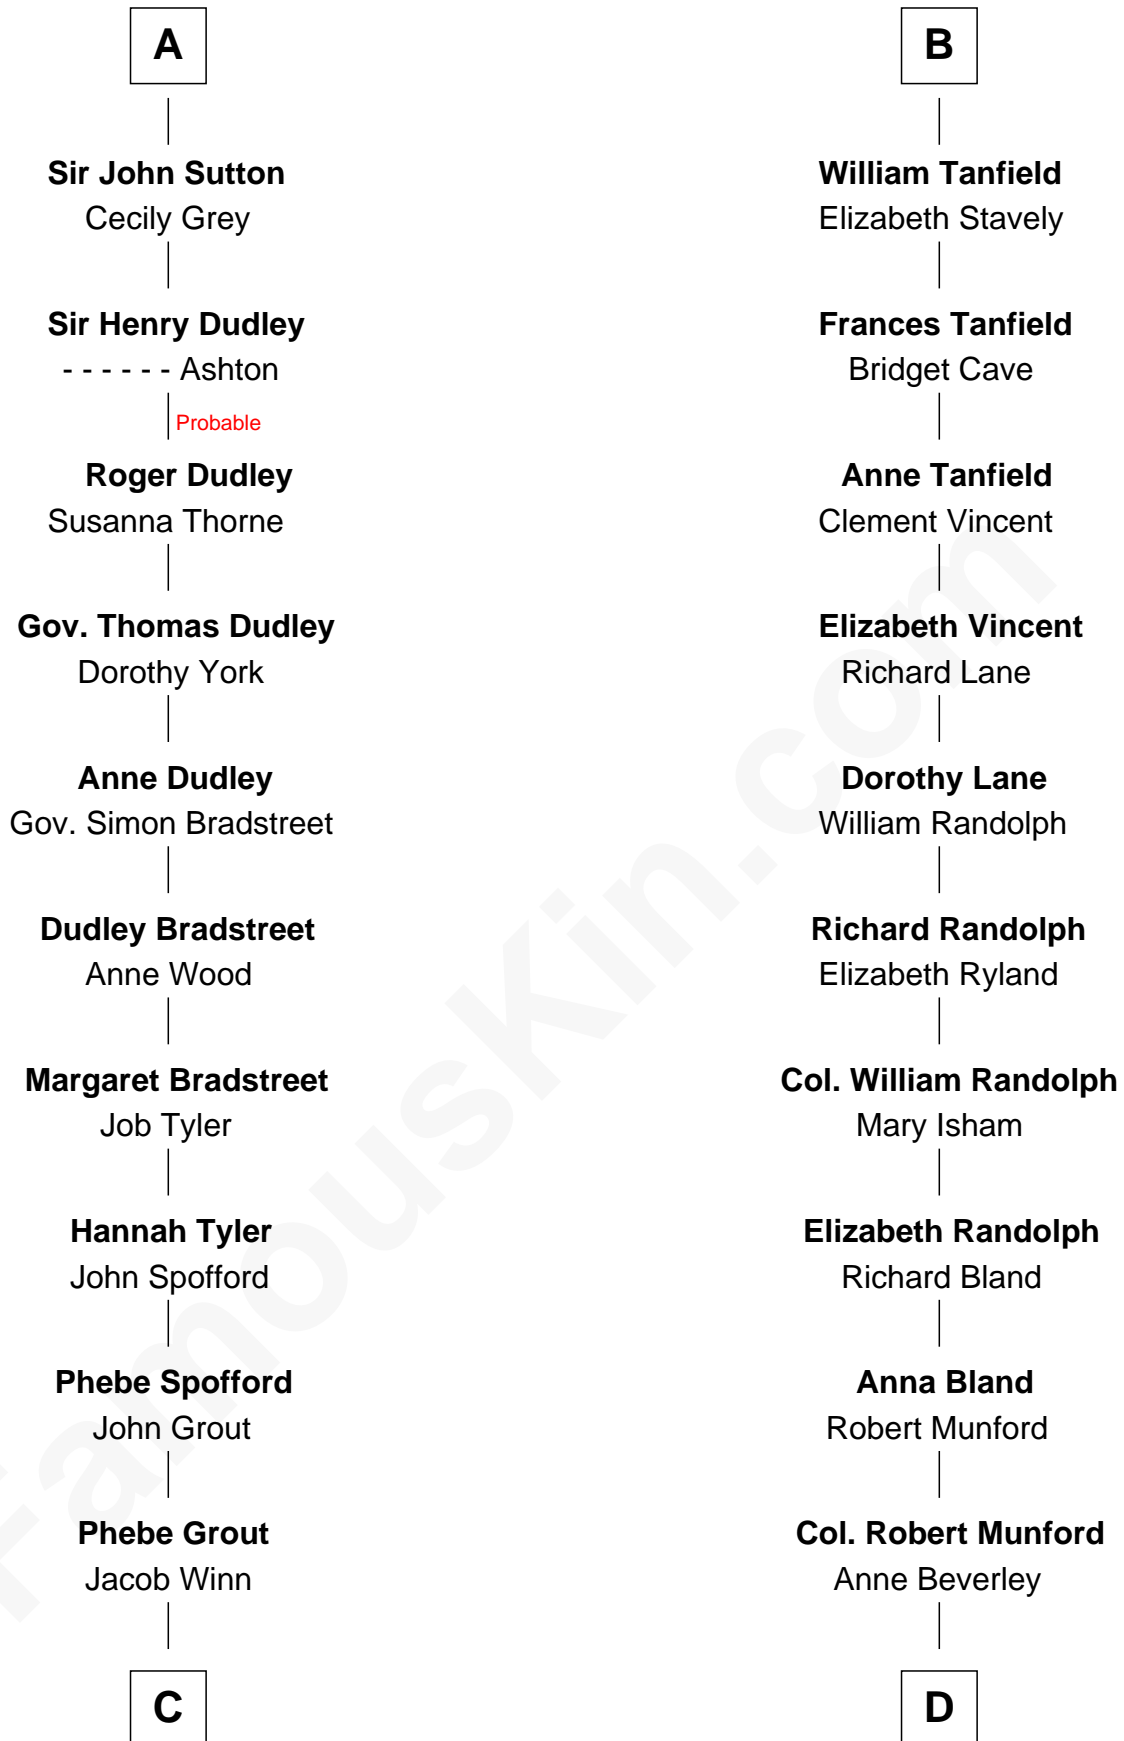 A
Sir John Sutton
Cecily Grey
Sir Henry Dudley
- - - - - - Ashton
Probable
Roger Dudley
Susanna Thorne
Gov. Thomas Dudley
Dorothy York
Anne Dudley
Gov. Simon Bradstreet
Dudley Bradstreet
Anne Wood
Margaret Bradstreet
Job Tyler
Hannah Tyler
John Spofford
Phebe Spofford
John Grout
Phebe Grout
Jacob Winn
C
B
William Tanfield
Elizabeth Stavely
Frances Tanfield
Bridget Cave
Anne Tanfield
Clement Vincent
Elizabeth Vincent
Richard Lane
Dorothy Lane
William Randolph
Richard Randolph
Elizabeth Ryland
Col. William Randolph
Mary Isham
Elizabeth Randolph
Richard Bland
Anna Bland
Robert Munford
Col. Robert Munford
Anne Beverley
D
FamousKin.com